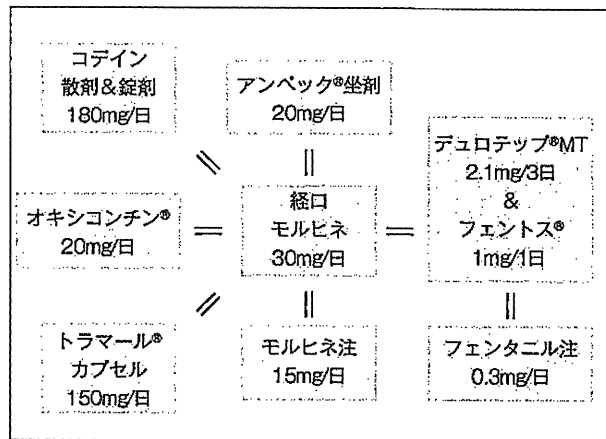 コデイン
散剤&錠剤
180mg/日
アンペック®坐剤
20mg/日
デュロテップ®MT
2.1mg/3日
&
フェントス®
1mg/1日
オキシコンチン®
20mg/日
=
経口
モルヒネ
30mg/日
=
トラマール®
カプセル
150mg/日
モルヒネ注
15mg/日
フェンタニル注
0.3mg/日